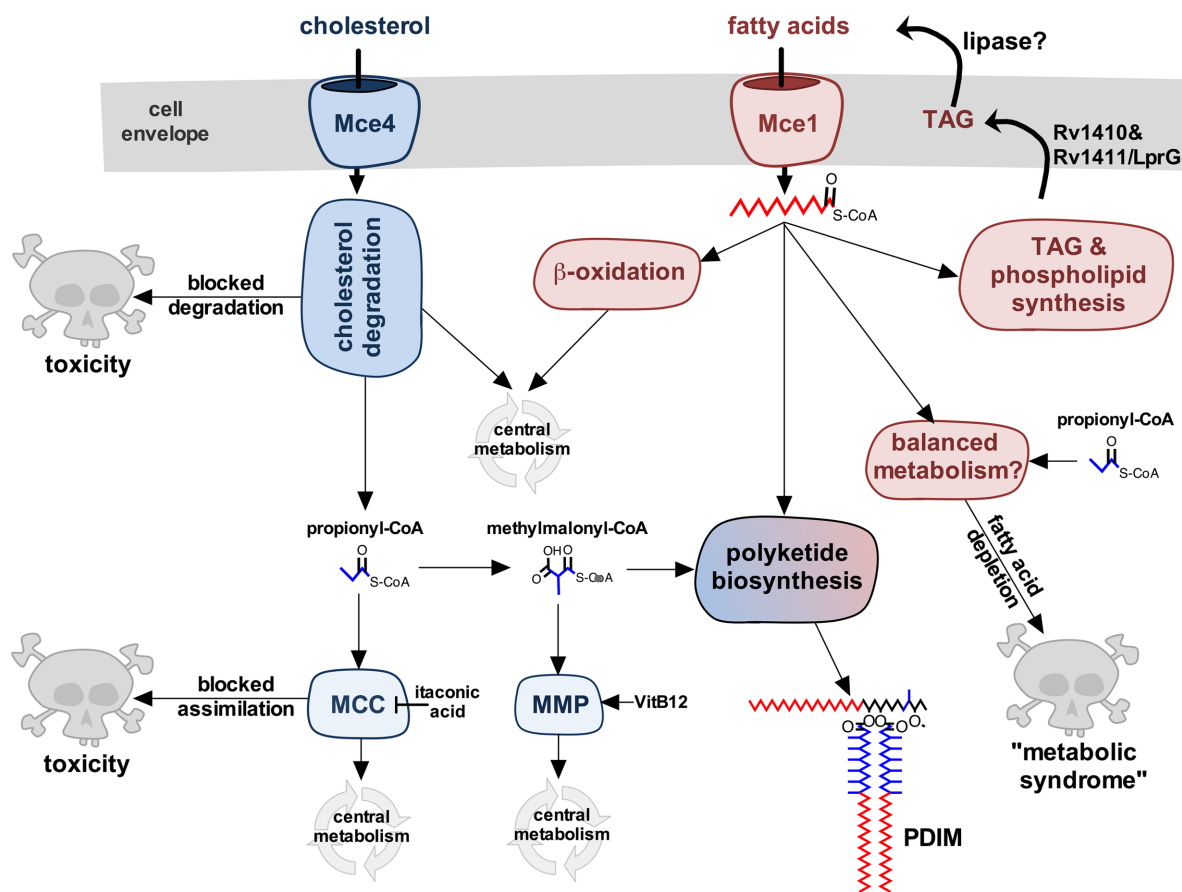 cholesterol
fatty acids
lipase?
cell
envelope
Mce4
Mce1
TAG
Rv1410&
Rv1411/LprG
O
S-CoA
cholesterol
degradation
β-oxidation
TAG &
phospholipid
synthesis
blocked
degradation
toxicity
central
metabolism
balanced
metabolism?
propionyl-CoA
O
S-CoA
fatty acid
depletion
propionyl-CoA
O
S-CoA
methylmalonyl-CoA
OH O
O
polyketide
biosynthesis
blocked
assimilation
toxicity
MCC
itaconic
acid
MMP
VitB12
O OO O O
"metabolic
syndrome"
central
metabolism
central
metabolism
PDIM